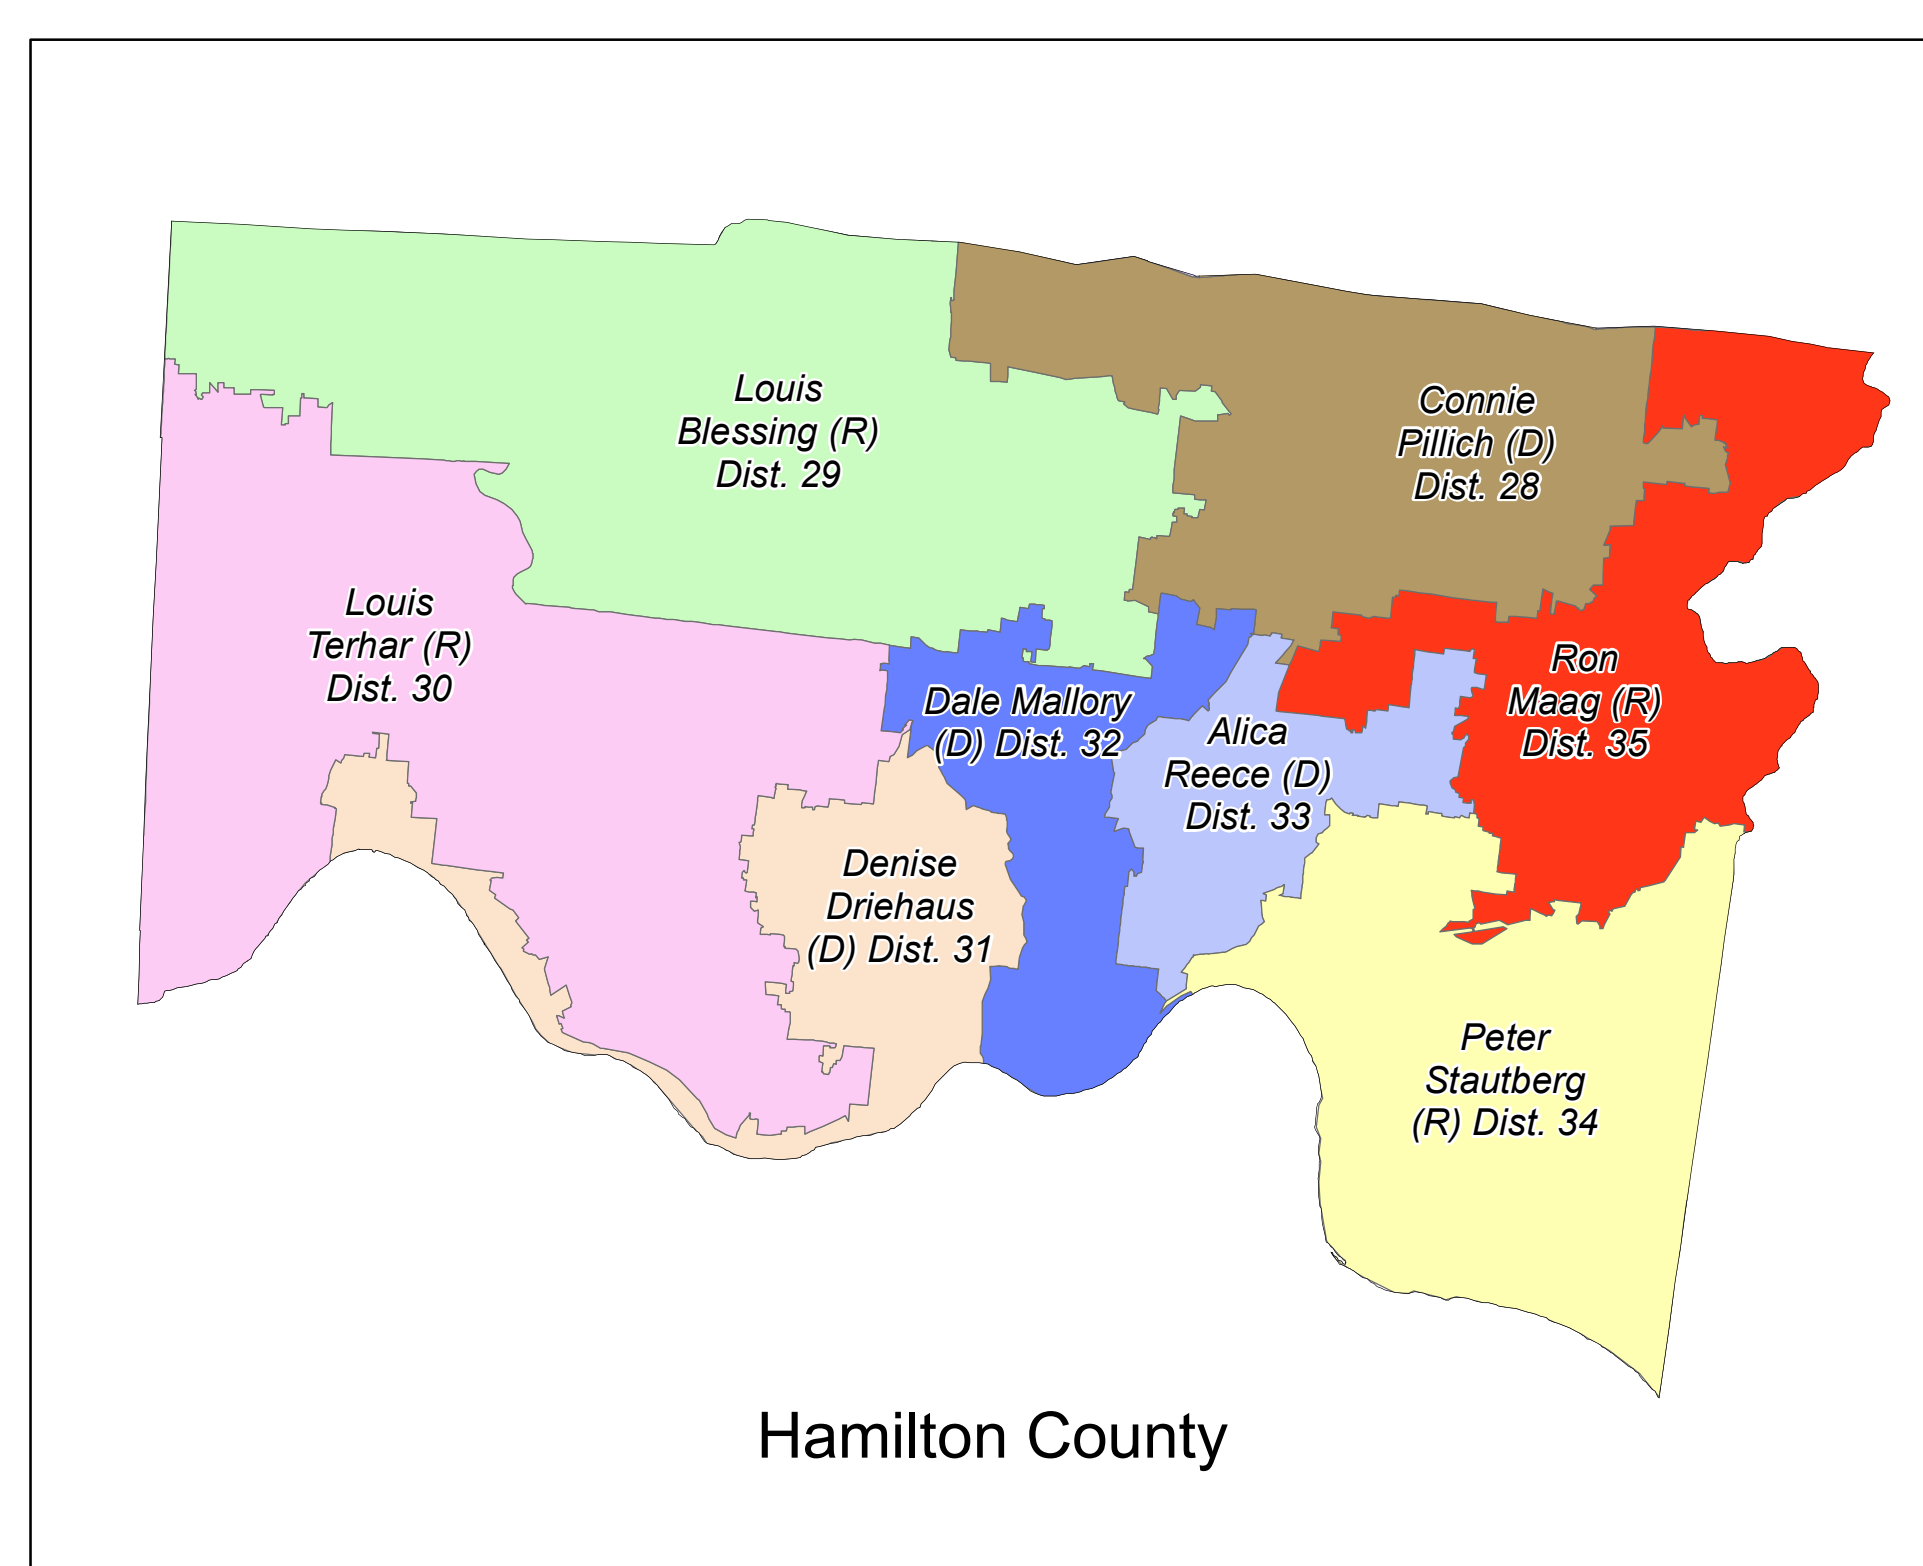 Louis
Blessing (R)
Dist. 29
Connie
Pillich (D)
Dist. 28
Louis
Terhar (R)
Dist. 30
Dale Mallory
(D) Dist. 32
Alica
Reece (D)
Dist. 33
Ron
Maag (R)
Dist. 35
Denise
Driehaus
(D) Dist. 31
Peter
Stautberg
(R) Dist. 34
Hamilton County